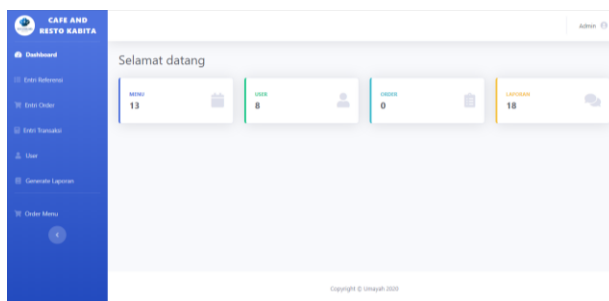 CAFE AND
RESTO KABITA
Admin
Dashboard
Selamat datang
Entri Referensi
MENU
13
USER
8
ORDER
0
LAPORAN
18
Entri Order
Entri Transaksi
User
Generate Laporan
Order Menu
Copyright © Umayah 2020